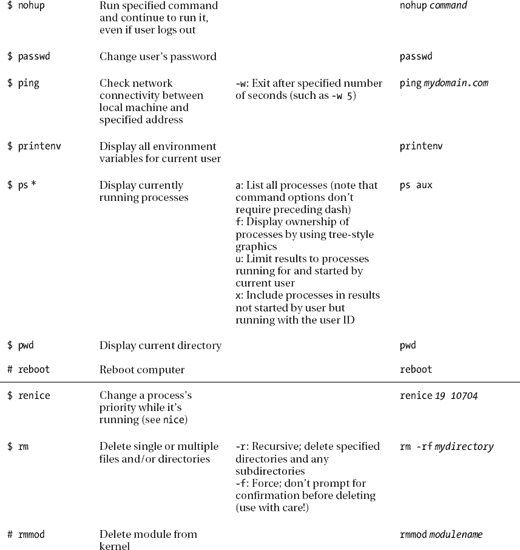 $ nohup Run specified command nohup command
and continue to run it,
even if user logs out
$ passwd Change user's password passwd
$ ping Check network -w: Exit after specified number ping mydomain.com
connectivity between of seconds (such as -w 5)
local machine and
specified address
$ printenv Display all environment printenv
variables for current user
$ ps * Display currently a: List all processes (note that ps aux
running processes command options don't
require preceding dash)
f: Display ownership of
processes by using tree-style
graphics
u: Limit results to processes
running for and started by
current user
x: Include processes in results
not started by user but
running with the user ID
$ pwd Display current directory pwd
# reboot Reboot computer reboot
$ renice Change a process's renice 19 10704
priority while it's
running (see nice)
$ rm Delete single or multiple -r: Recursive; delete specified rm -rf mydirectory
files and/or directories directories and any
subdirectories
-f: Force; don't prompt for
confirmation before deleting
(use with care!)
# rmmod Delete module from rmmod modulename
kernel